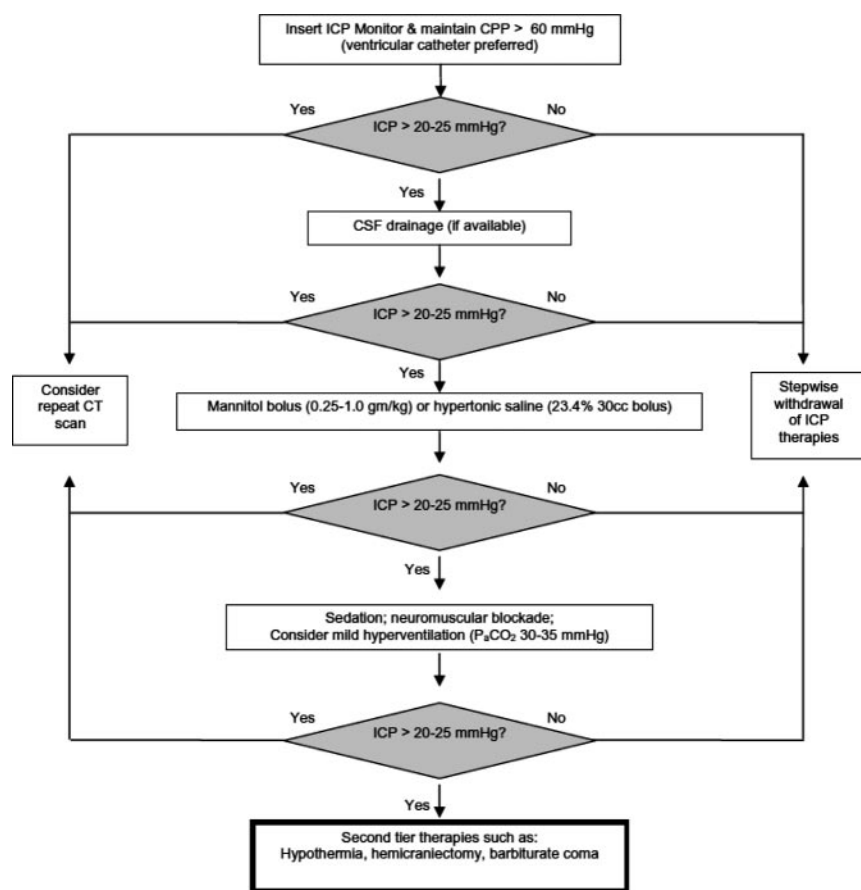 Insert ICP Monitor & maintain CPP > 60 mmHg
(ventricular catheter preferred)
Yes
No
ICP > 20-25 mmHg?
Yes
CSF drainage (if available)
Yes
No
ICP > 20-25 mmHg?
Consider
repeat CT
scan
Yes
Mannitol bolus (0.25-1.0 gm/kg) or hypertonic saline (23.4% 30cc bolus)
Stepwise
withdrawal
of ICP
therapies
Yes
No
ICP > 20-25 mmHg?
Yes
Sedation; neuromuscular blockade;
Consider mild hyperventilation (PaCO₂ 30-35 mmHg)
Yes
No
ICP > 20-25 mmHg?
Yes
Second tier therapies such as:
Hypothermia, hemicraniectomy, barbiturate coma